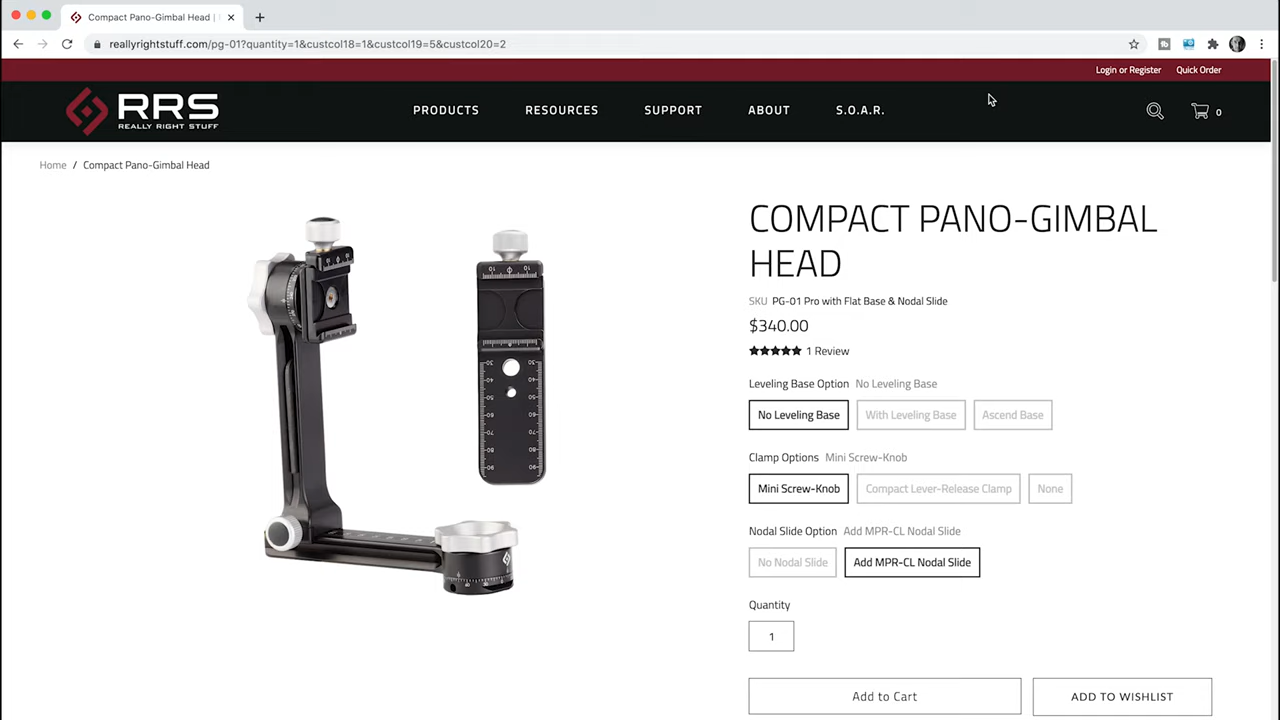 Compact Pano-Gimbal Head |
reallyrightstuff.com/pg-01?quantity=1&custcol18=1&custcol19=5&custcol20=2
Login or Register
Quick Order
RRS
REALLY RIGHT STUFF
PRODUCTS
RESOURCES
SUPPORT
ABOUT
S.O.A.R.
0
Home / Compact Pano-Gimbal Head
COMPACT PANO-GIMBAL
HEAD
SKU PG-01 Pro with Flat Base & Nodal Slide
$340.00
1 Review
Leveling Base Option No Leveling Base
No Leveling Base
With Leveling Base
Ascend Base
Clamp Options Mini Screw-Knob
Mini Screw-Knob
Compact Lever-Release Clamp
None
Nodal Slide Option Add MPR-CL Nodal Slide
No Nodal Slide
Add MPR-CL Nodal Slide
Quantity
1
Add to Cart
ADD TO WISHLIST